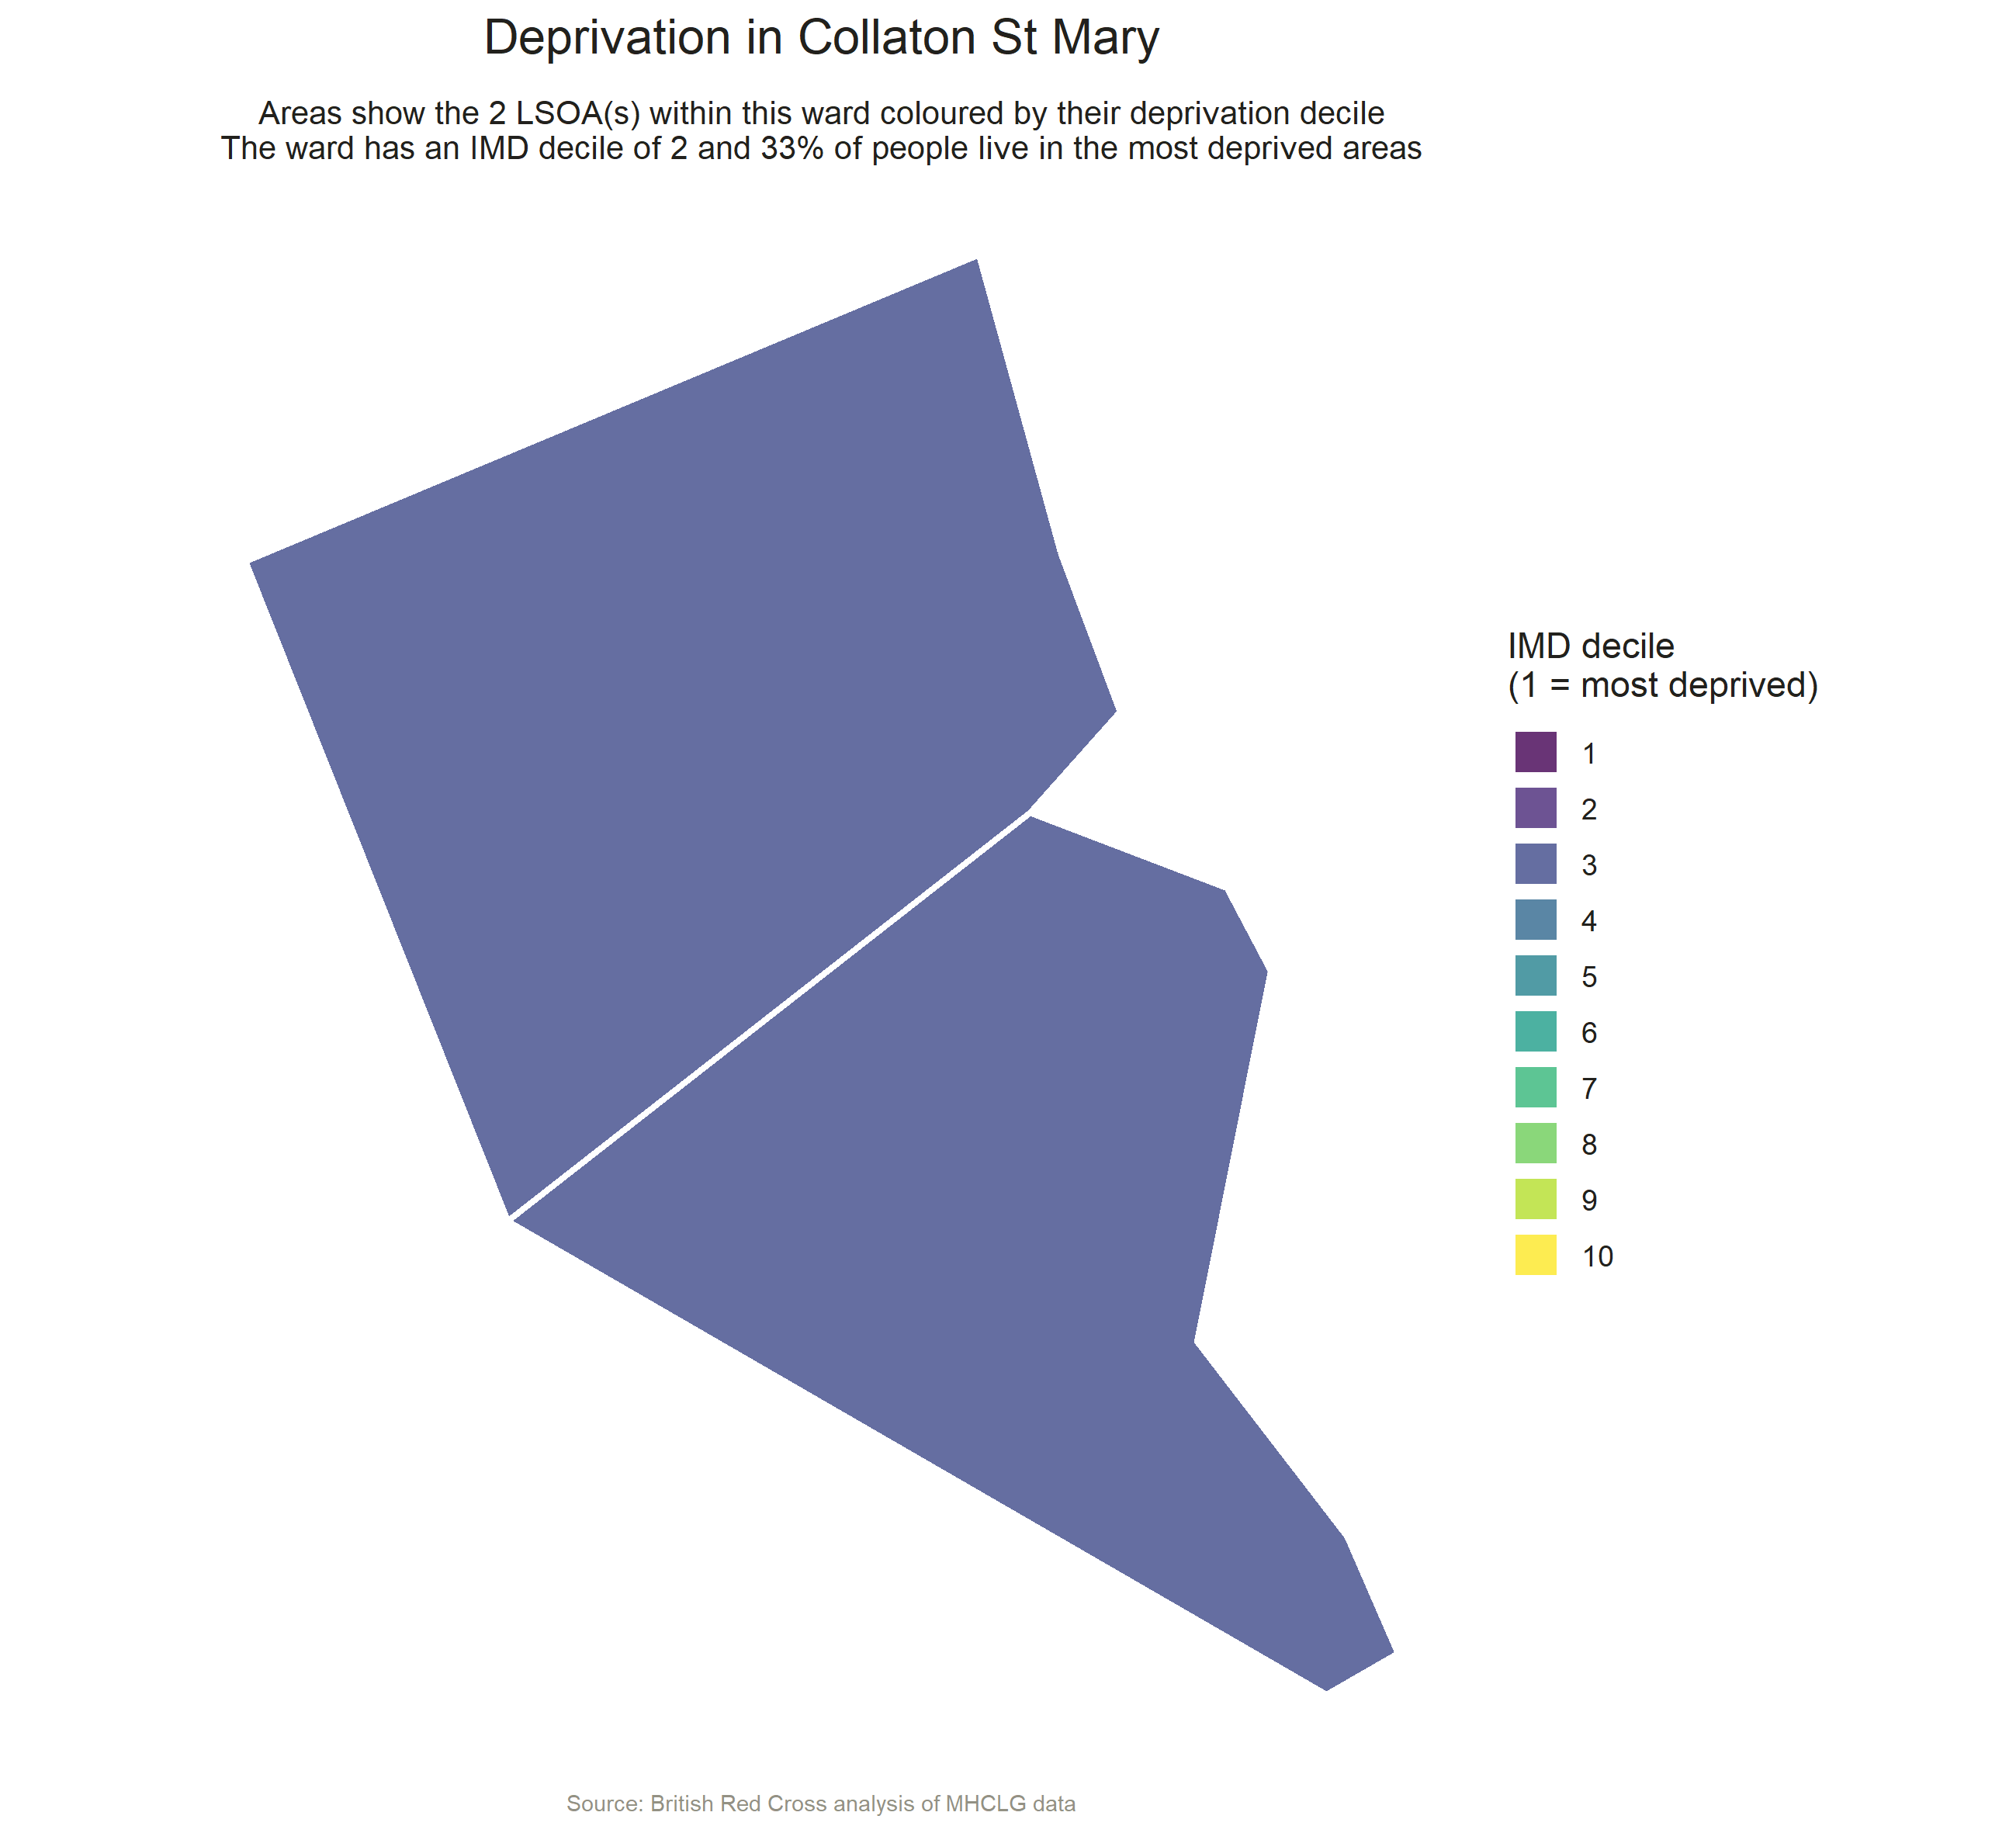 Deprivation in Collaton St Mary
Areas show the 2 LSOA(s) within this ward coloured by their deprivation decile
The ward has an IMD decile of 2 and 33% of people live in the most deprived areas
IMD decile
(1 = most deprived)
1
2
3
4
5
6
7
8
9
10
Source: British Red Cross analysis of MHCLG data